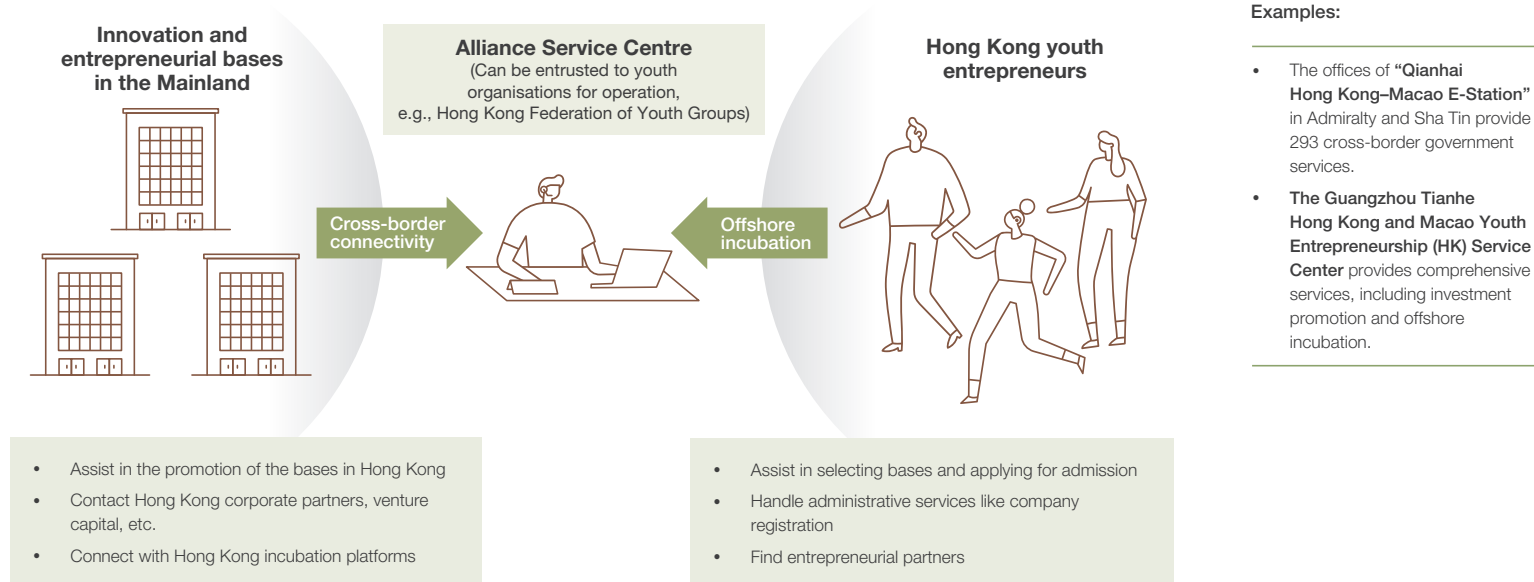 Innovation and
entrepreneurial bases
in the Mainland
Alliance Service Centre
(Can be entrusted to youth
organisations for operation,
e.g., Hong Kong Federation of Youth Groups)
Hong Kong youth
entrepreneurs
Cross-border
connectivity
Offshore
incubation
• Assist in the promotion of the bases in Hong Kong
• Contact Hong Kong corporate partners, venture
capital, etc.
• Connect with Hong Kong incubation platforms
• Assist in selecting bases and applying for admission
• Handle administrative services like company
registration
• Find entrepreneurial partners
Examples:
• The offices of “Qianhai
Hong Kong–Macao E-Station”
in Admiralty and Sha Tin provide
293 cross-border government
services.
• The Guangzhou Tianhe
Hong Kong and Macao Youth
Entrepreneurship (HK) Service
Center provides comprehensive
services, including investment
promotion and offshore
incubation.